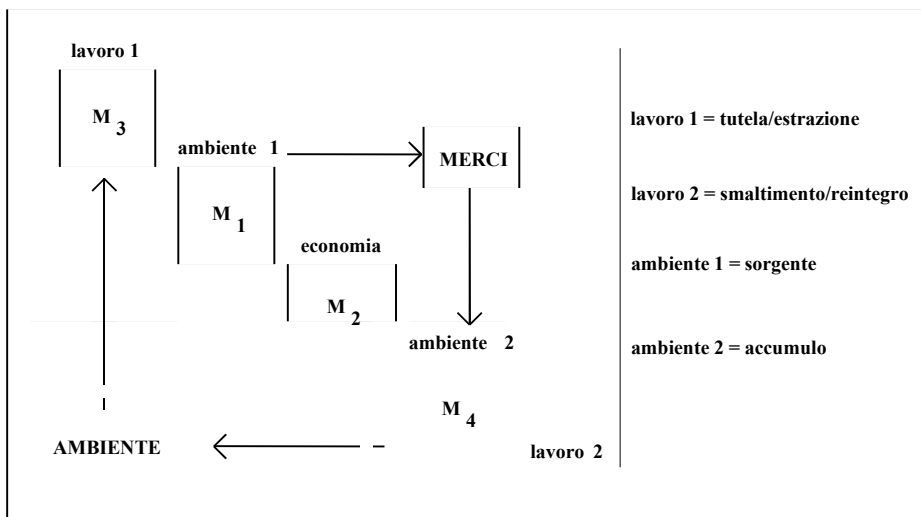 lavoro 1
M 3
ambiente 1
MERCI
M 1
economia
M 2
ambiente 2
M 4
AMBIENTE
lavoro 2
lavoro 1 = tutela/estrazione
lavoro 2 = smaltimento/reintegro
ambiente 1 = sorgente
ambiente 2 = accumulo